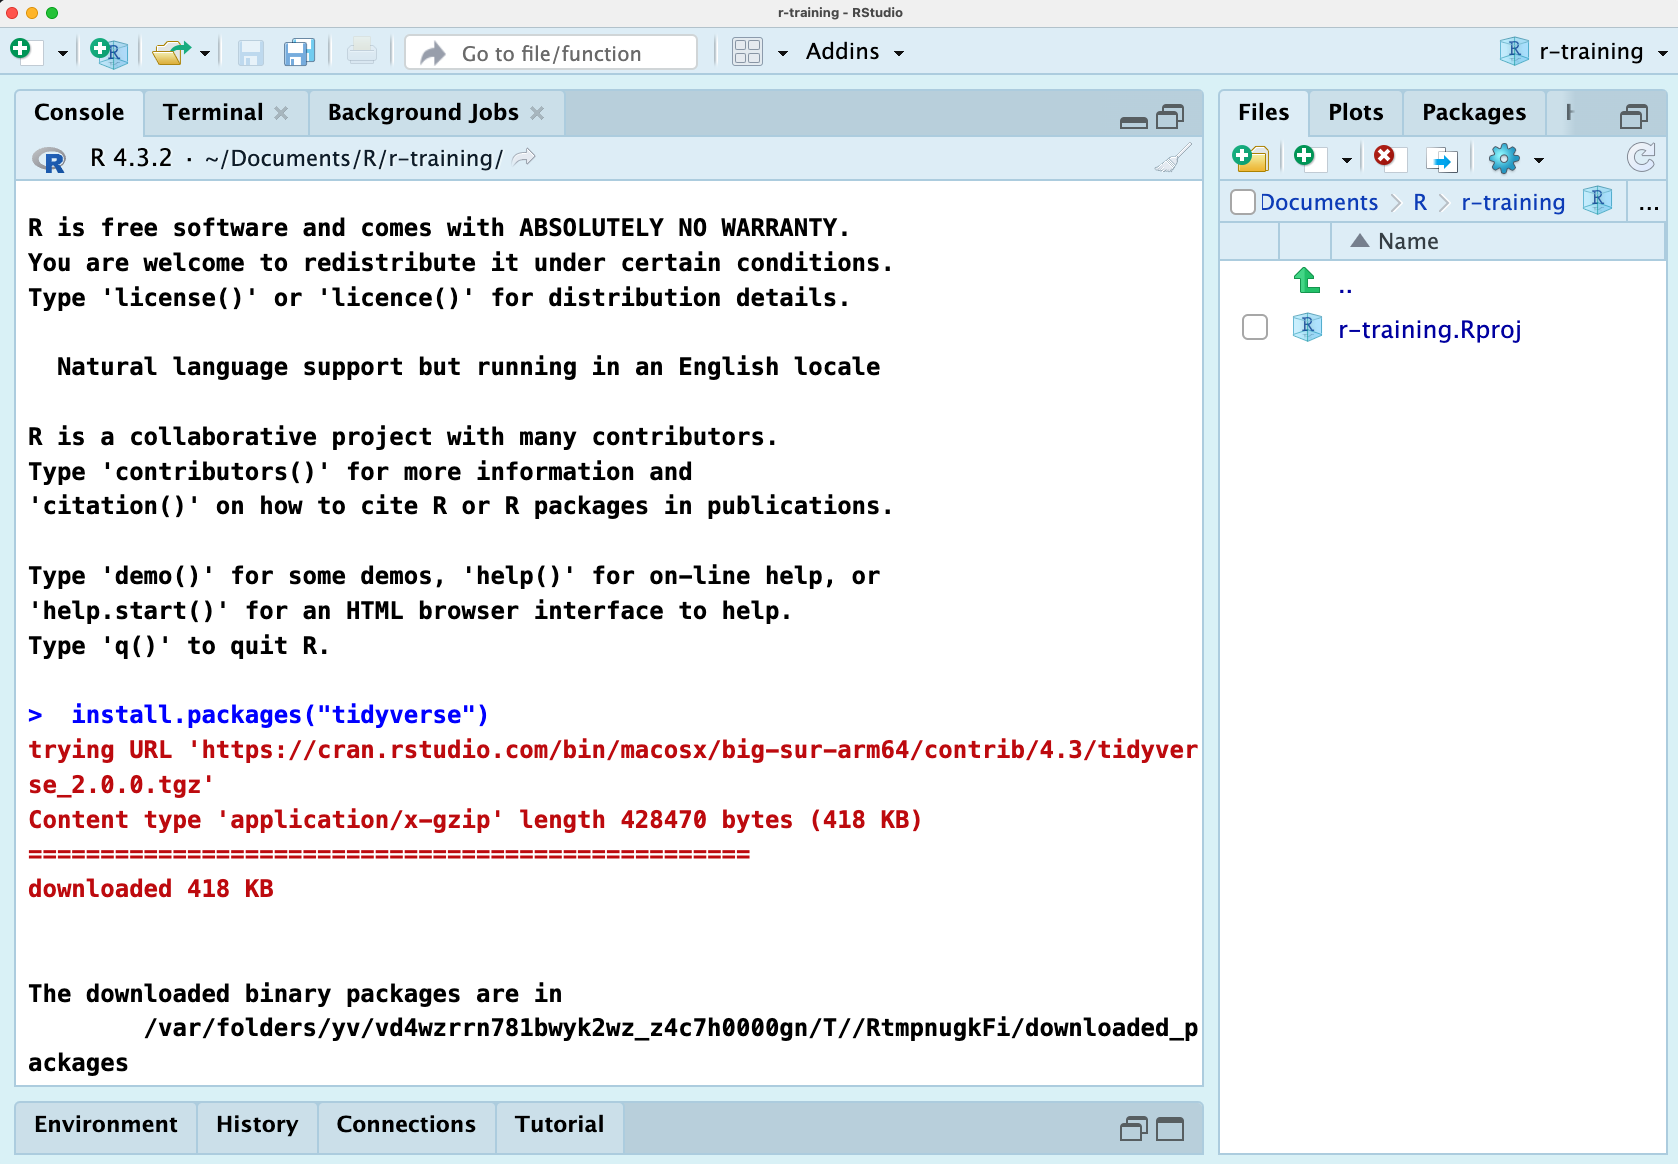 r-training - RStudio
Go to file/function
Addins
r-training
Console
Terminal
Background Jobs
R 4.3.2 · ~/Documents/R/r-training/
R is free software and comes with ABSOLUTELY NO WARRANTY.
You are welcome to redistribute it under certain conditions.
Type 'license()' or 'licence()' for distribution details.
Natural language support but running in an English locale
R is a collaborative project with many contributors.
Type 'contributors()' for more information and
'citation()' on how to cite R or R packages in publications.
Type 'demo()' for some demos, 'help()' for on-line help, or
'help.start()' for an HTML browser interface to help.
Type 'q()' to quit R.
>  install.packages("tidyverse")
trying URL 'https://cran.rstudio.com/bin/macosx/big-sur-arm64/contrib/4.3/tidyver
se_2.0.0.tgz'
Content type 'application/x-gzip' length 428470 bytes (418 KB)
==================================================
downloaded 418 KB
The downloaded binary packages are in
/var/folders/yv/vd4wzrrn781bwyk2wz_z4c7h0000gn/T//RtmpnugkFi/downloaded_p
ackages
Environment
History
Connections
Tutorial
Files
Plots
Packages
Documents
R
r-training
...
Name
..
r-training.Rproj